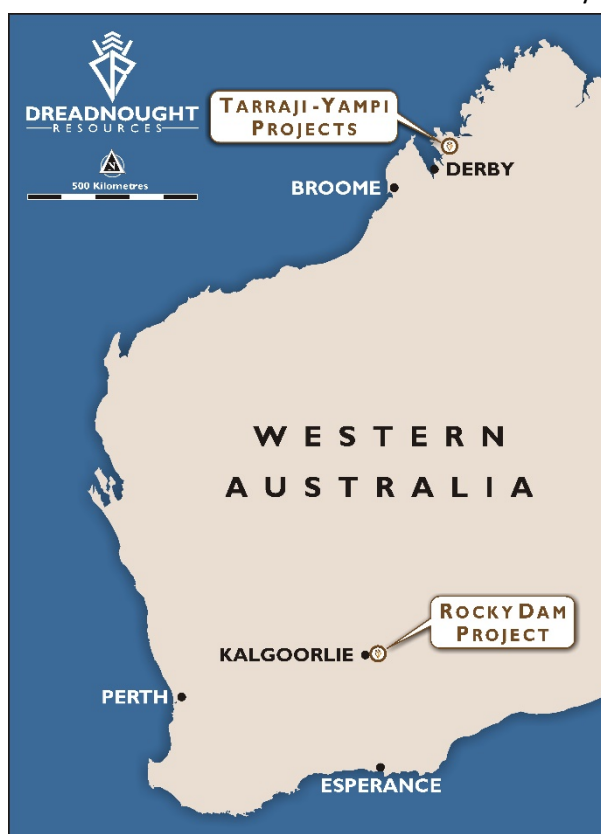 DREADNOUGHT
RESOURCES
N
500 Kilometres
TARRAJI-YAMPI
PROJECTS
DERBY
BROOME
WESTERN
AUSTRALIA
ROCKY DAM
PROJECT
KALGOORLIE
PERTH
ESPERANCE